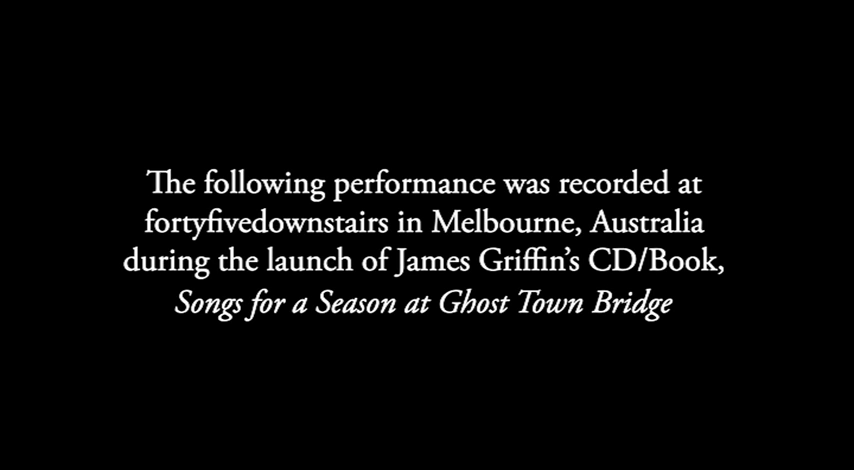 The following performance was recorded at
fortyfivedownstairs in Melbourne, Australia
during the launch of James Griffin’s CD/Book,
Songs for a Season at Ghost Town Bridge